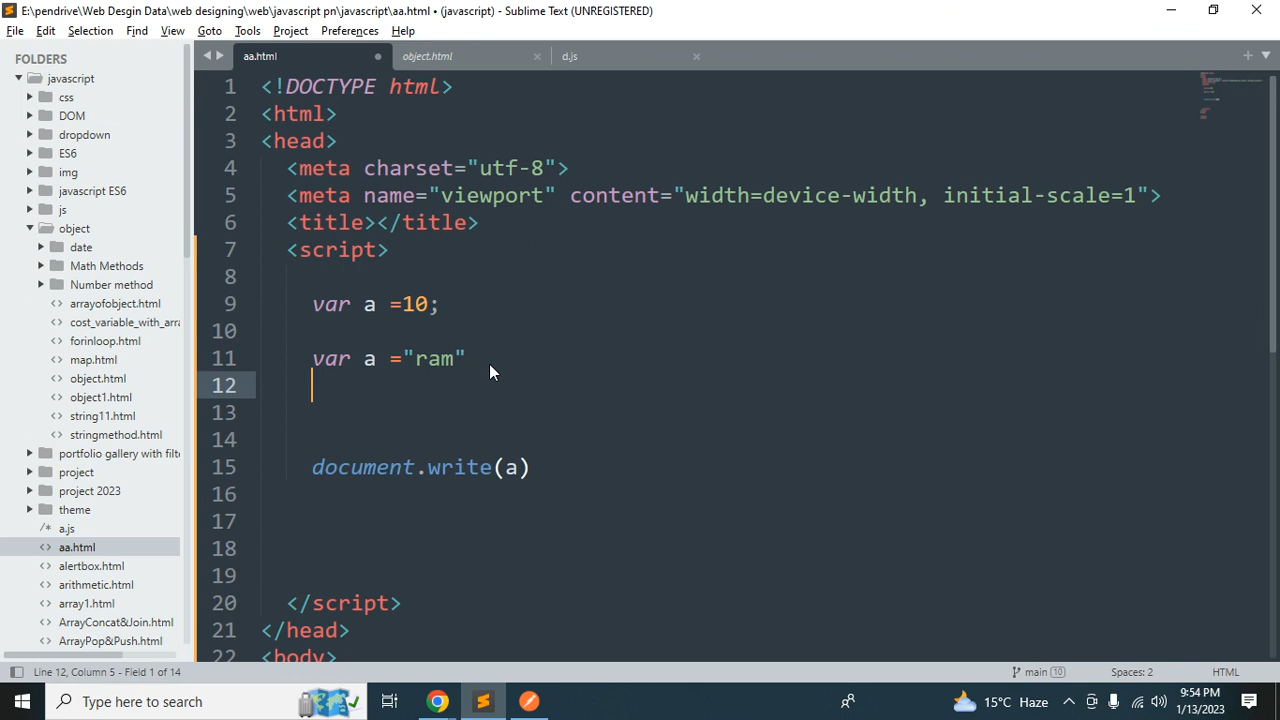 E:\pendrive\Web Desgin Data\web designing\web\javascript pn\javascript\aa.html • (javascript) - Sublime Text (UNREGISTERED)
File Edit Selection Find View Goto Tools Project Preferences Help
FOLDERS
javascript
css
DOM
dropdown
ES6
img
javascript ES6
js
object
date
Math Methods
Number method
arrayofobject.html
cost_variable_with_arra
forinloop.html
map.html
object.html
object1.html
string11.html
stringmethod.html
portfolio gallery with filte
project
project 2023
theme
a.js
aa.html
alertbox.html
arithmetic.html
array1.html
ArrayConcat&Join.html
ArrayPop&Push.html
aa.html object.html d.js
1 <!DOCTYPE html>
2 <html>
3 <head>
4 <meta charset="utf-8">
5 <meta name="viewport" content="width=device-width, initial-scale=1">
6 <title></title>
7 <script>
8
9 var a =10;
10
11 var a ="ram"
12
13
14
15 document.write(a)
16
17
18
19
20 </script>
21 </head>
22 <body>
Line 12, Column 5 - Field 1 of 14 main 10 Spaces: 2 HTML
Type here to search 15°C Haze 9:54 PM
1/13/2023